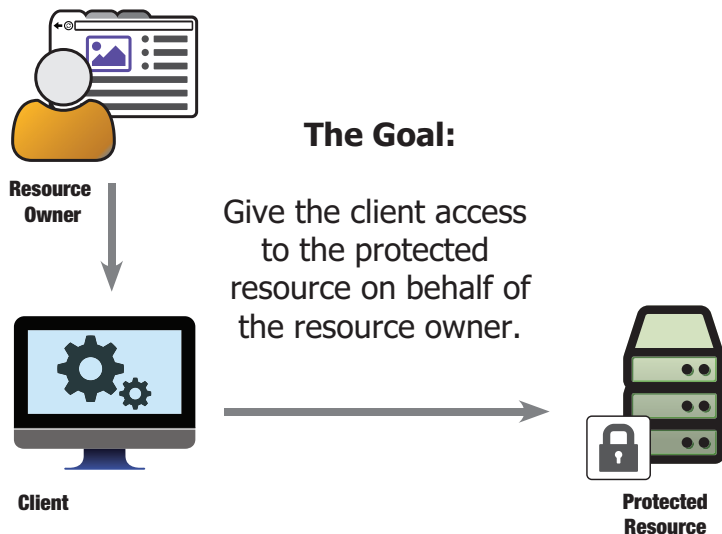 The Goal:
Resource
Owner
Give the client access
to the protected
resource on behalf of
the resource owner.
Client
Protected
Resource